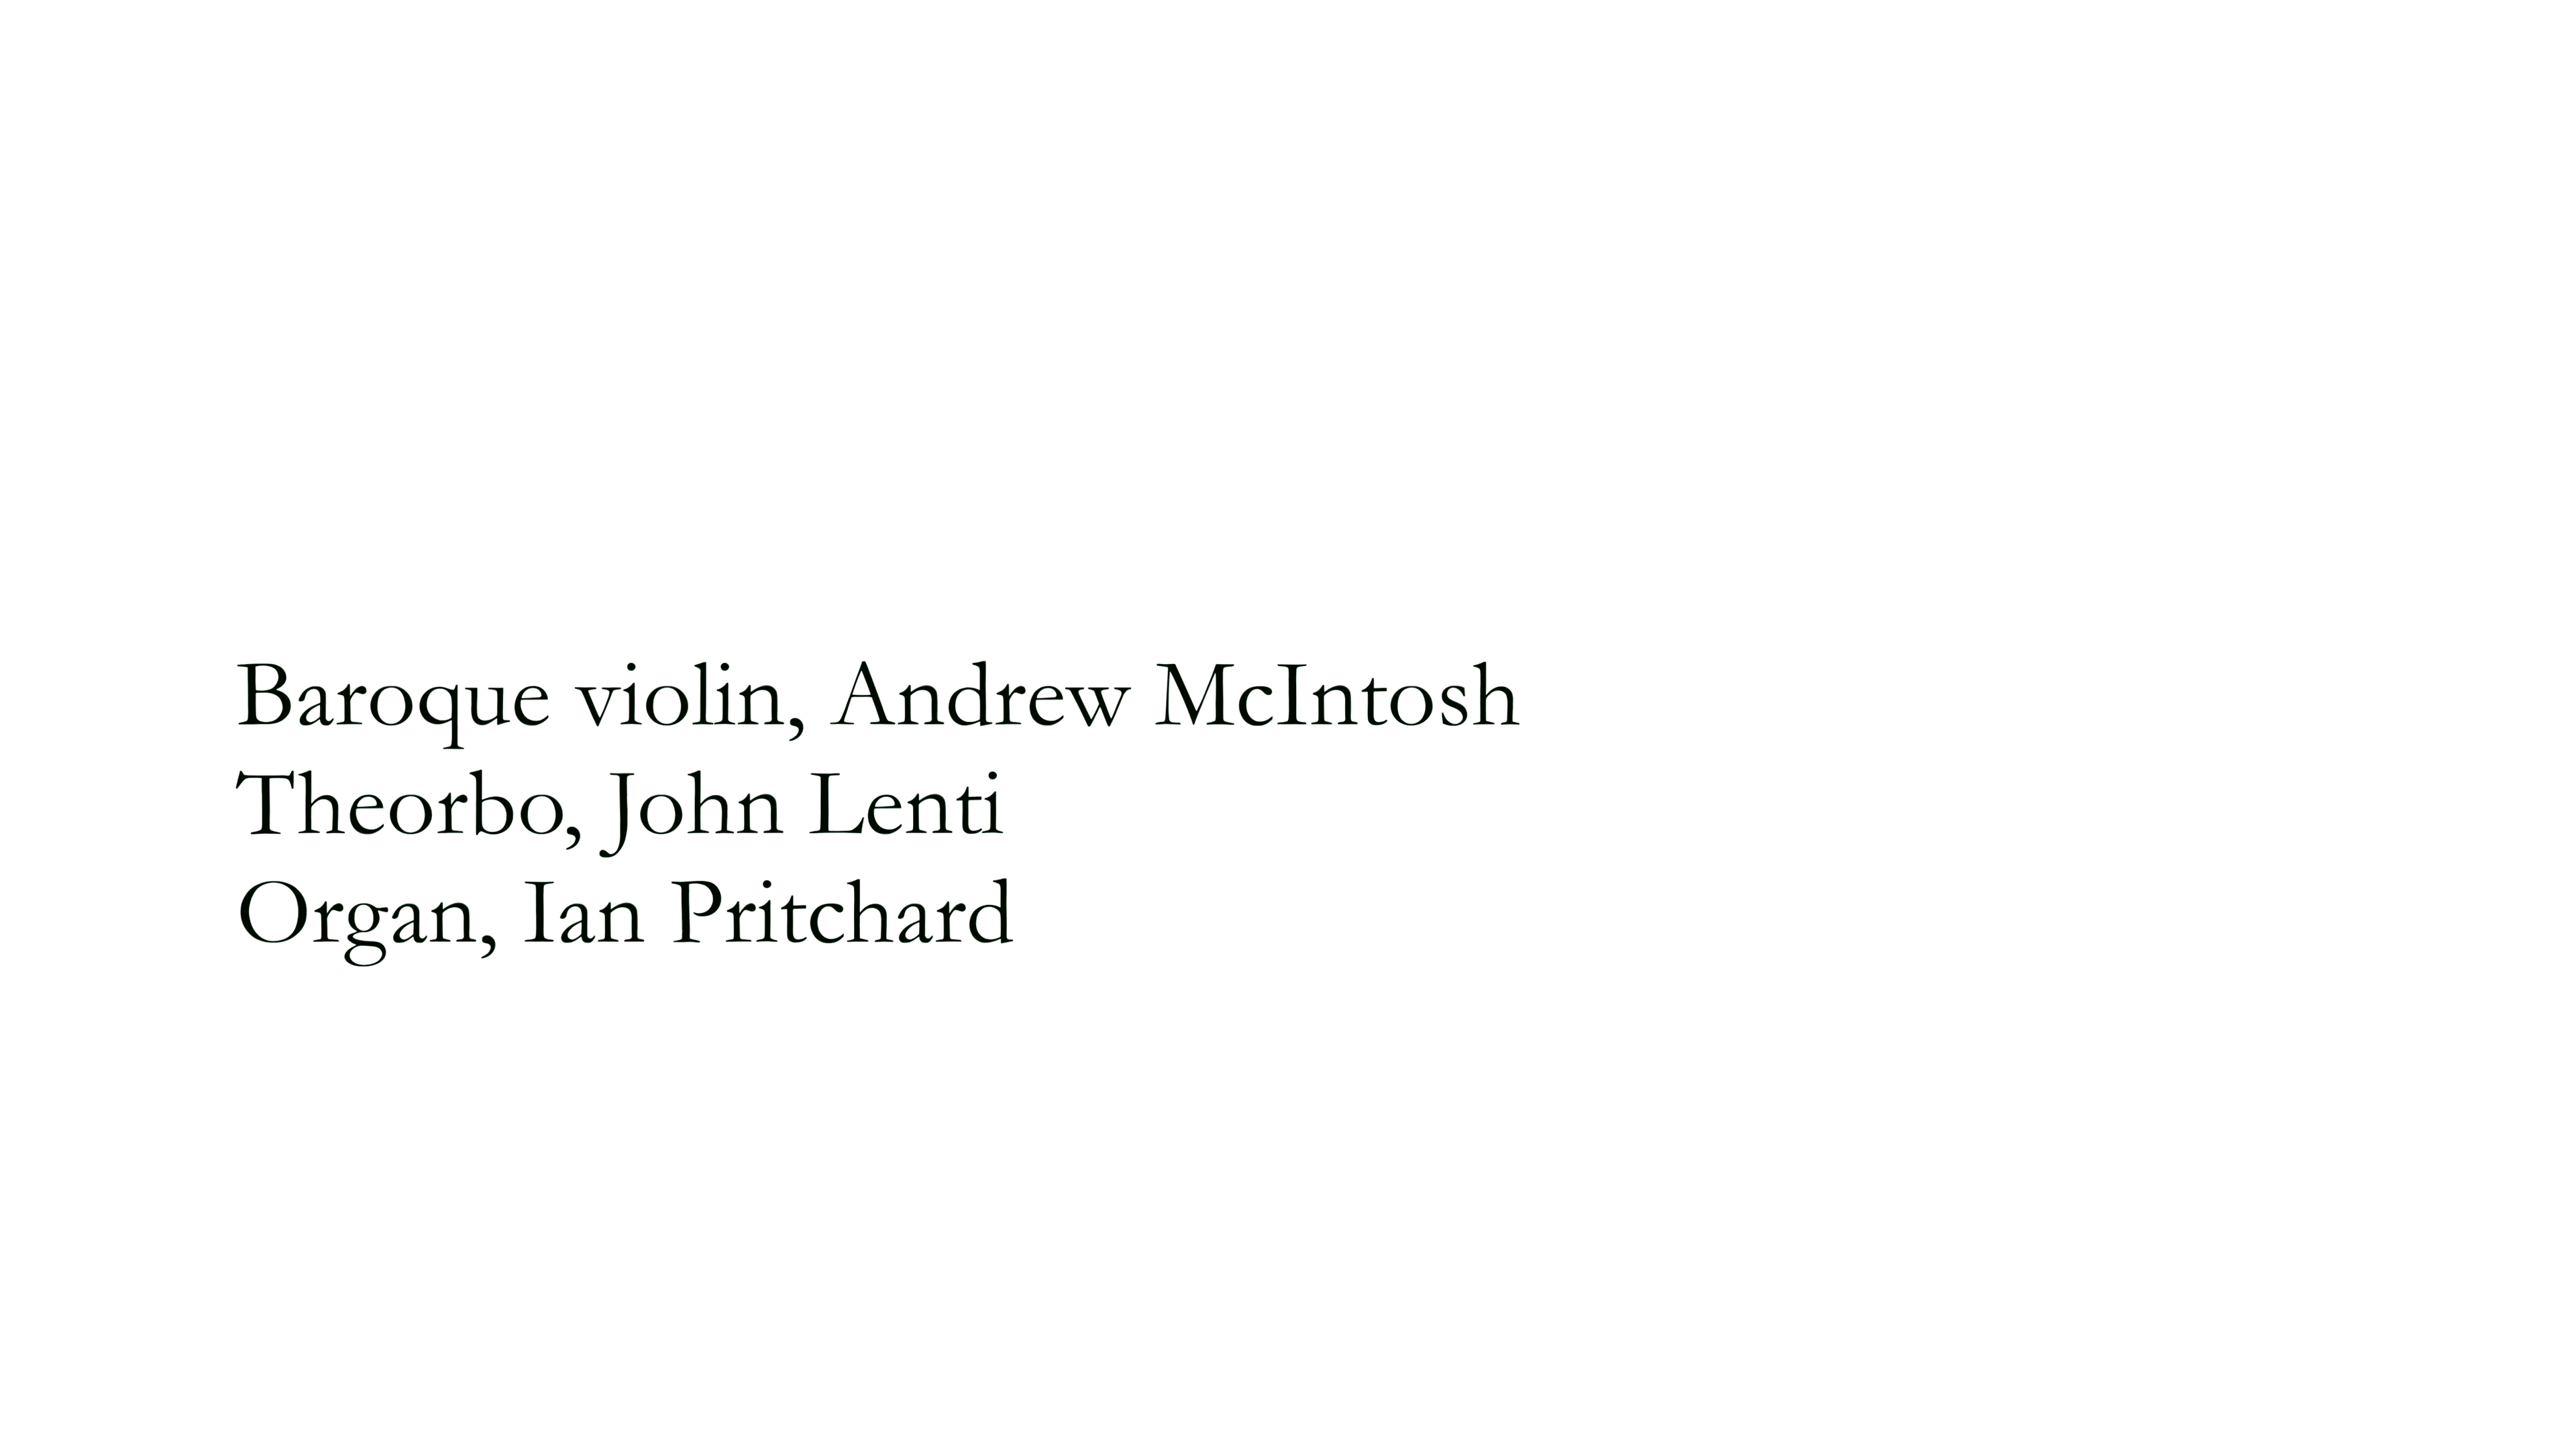 Baroque violin, Andrew McIntosh
Theorbo, John Lenti
Organ, Ian Pritchard